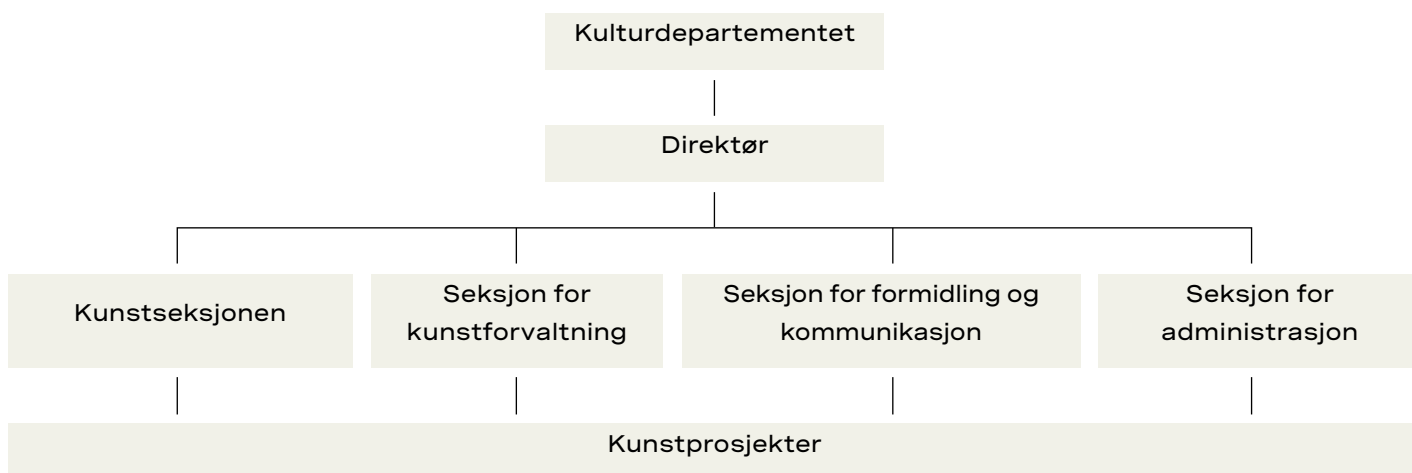 Kulturdepartementet
Direktør
Kunstseksjonen
Seksjon for
kunstforvaltning
Seksjon for formidling og
kommunikasjon
Seksjon for
administrasjon
Kunstprosjekter